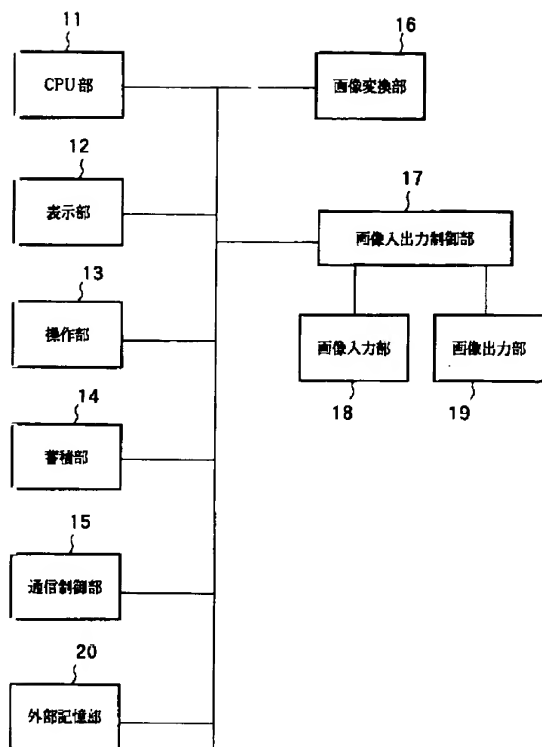 11
CPU部
16
画像変換部
12
表示部
17
画像入出力制御部
13
操作部
画像入力部
画像出力部
18
19
14
蓄積部
15
通信制御部
20
外部記憶部